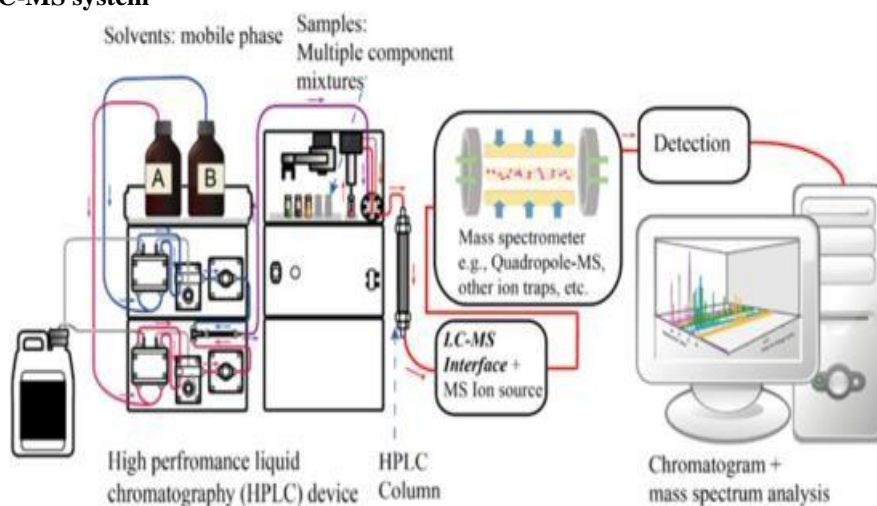 C-MS system
Solvents: mobile phase
Samples:
Multiple component
mixtures
A
B
Detection
Mass spectrometer
e.g., Quadropole-MS,
other ion traps, etc.
LC-MS
Interface +
MS Ion source
High perfromance liquid
chromatography (HPLC) device
HPLC
Column
Chromatogram +
mass spectrum analysis